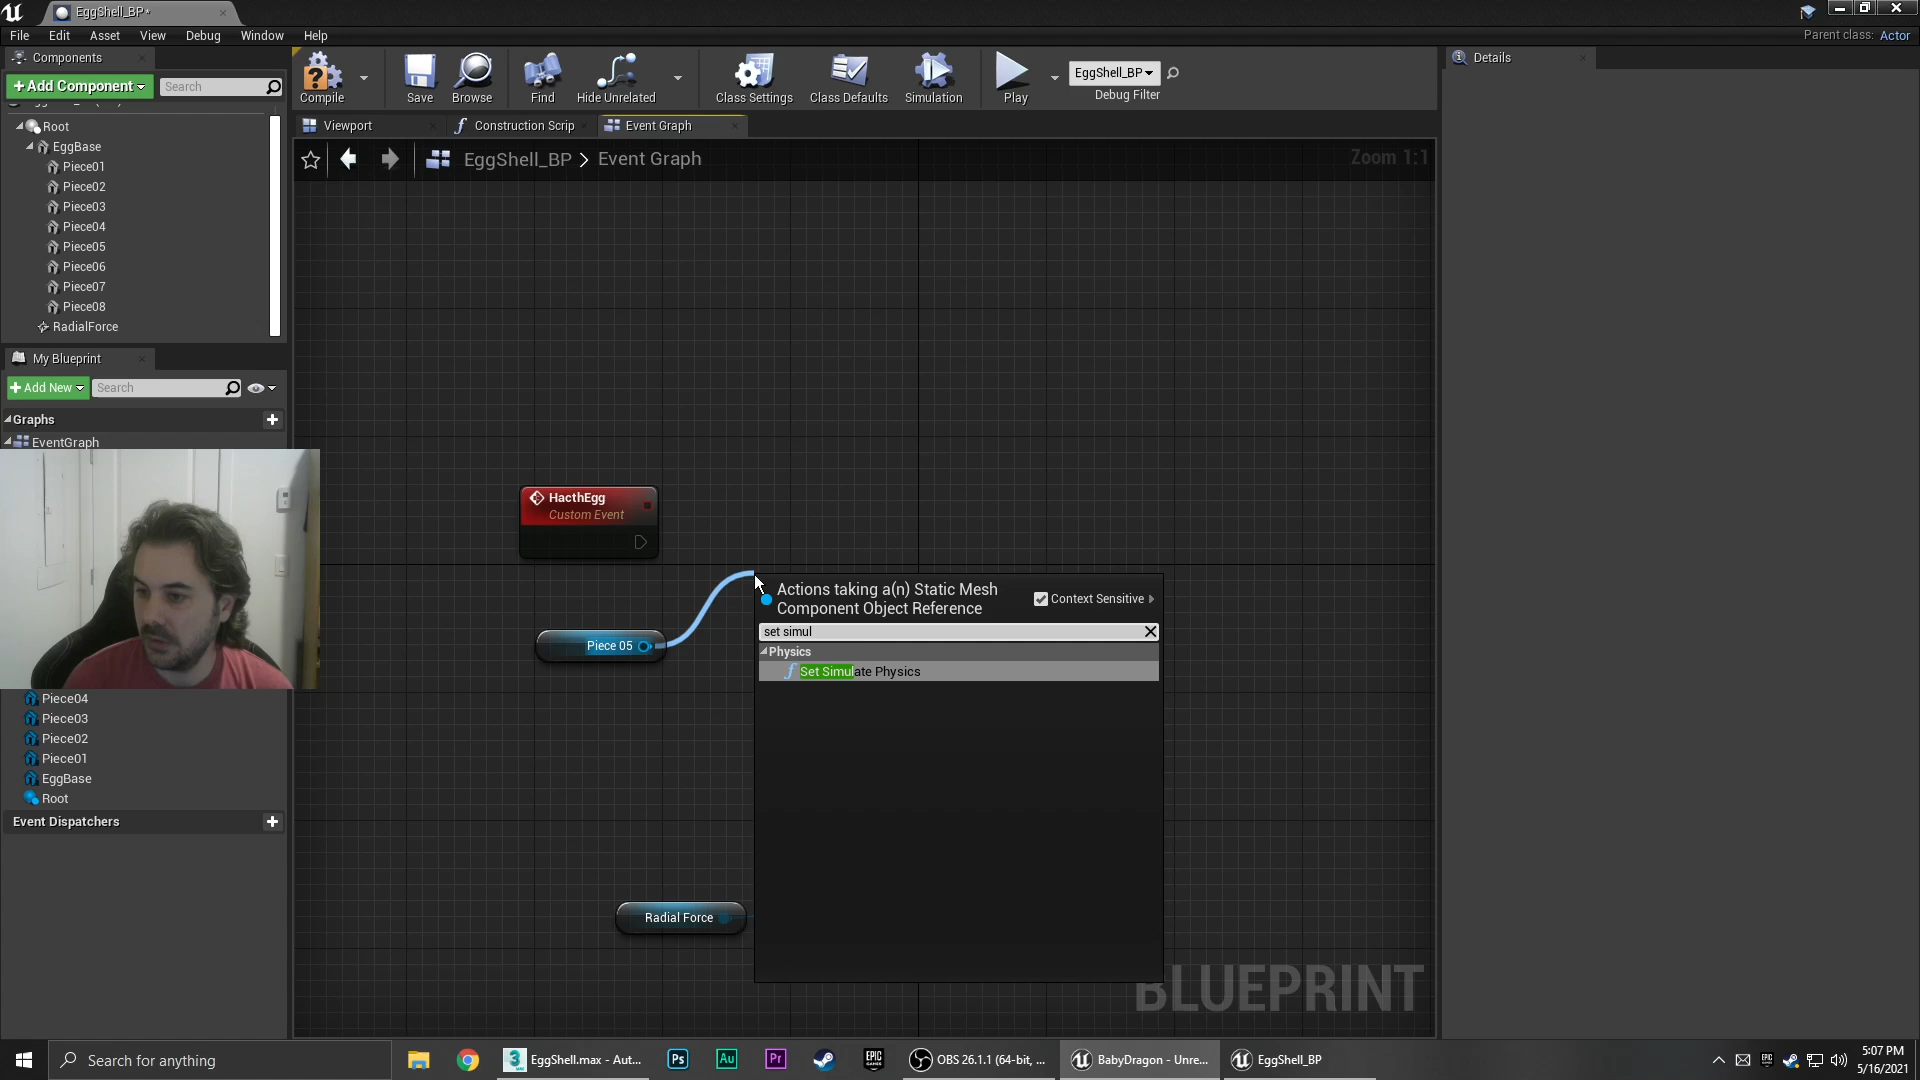 EggShell_BP*
File Edit Asset View Debug Window Help
Parent class: Actor
Components
+Add Component
Search
Compile
Save
Browse
Find
Hide Unrelated
Class Settings
Class Defaults
Simulation
Play
EggShell_BP
Debug Filter
Details
Viewport
Construction Scrip
Event Graph
EggShell_BP > Event Graph
Zoom 1:1
Root
EggBase
Piece01
Piece02
Piece03
Piece04
Piece05
Piece06
Piece07
Piece08
RadialForce
My Blueprint
+Add New
Search
Graphs
EventGraph
Piece04
Piece03
Piece02
Piece01
EggBase
Root
Event Dispatchers
HacthEgg
Custom Event
Piece 05
Radial Force
Actions taking a(n) Static Mesh
Component Object Reference
Context Sensitive
set simul
Physics
Set Simulate Physics
BLUEPRINT
Search for anything
EggShell.max - Aut...
Ps
Au
Pr
EPIC
GAMES
OBS 26.1.1 (64-bit, ...
BabyDragon - Unre...
EggShell_BP
5:07 PM
5/16/2021